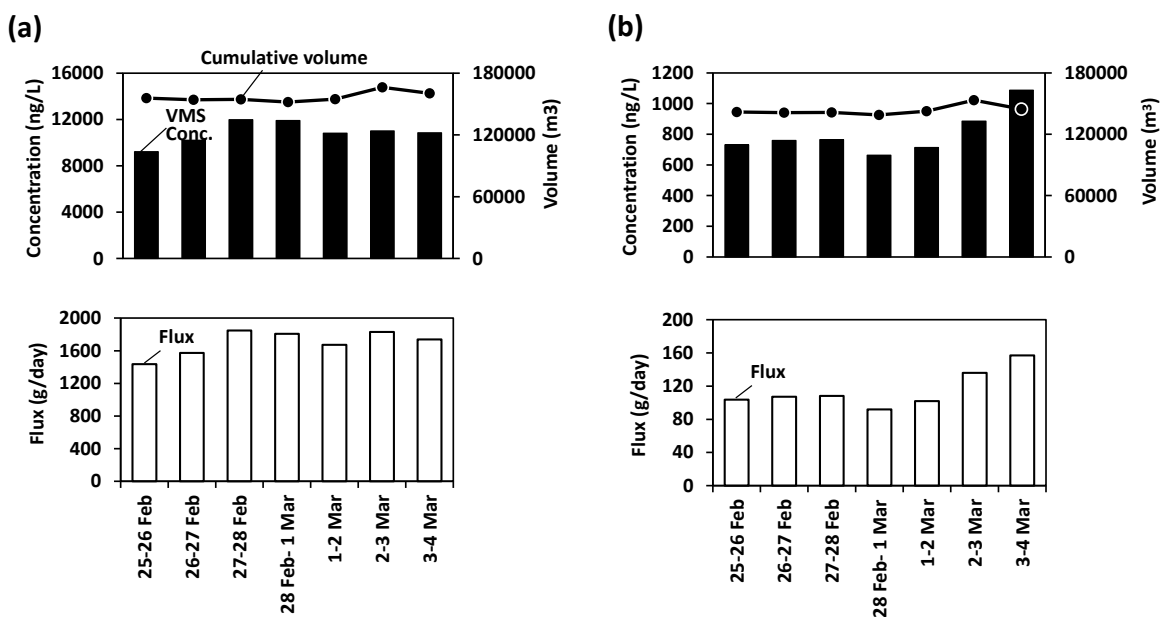 (a)
Cumulative volume
VMS
Conc.
Concentration (ng/L)
16000
12000
8000
4000
0
180000
120000
60000
0
Volume (m³)
Flux (g/day)
2000
1600
1200
800
400
0
Flux
25-26 Feb
26-27 Feb
27-28 Feb
28 Feb- 1 Mar
1-2 Mar
2-3 Mar
3-4 Mar
(b)
Concentration (ng/L)
1200
1000
800
600
400
200
0
180000
120000
60000
0
Volume (m³)
Flux (g/day)
200
160
120
80
40
0
Flux
25-26 Feb
26-27 Feb
27-28 Feb
28 Feb- 1 Mar
1-2 Mar
2-3 Mar
3-4 Mar